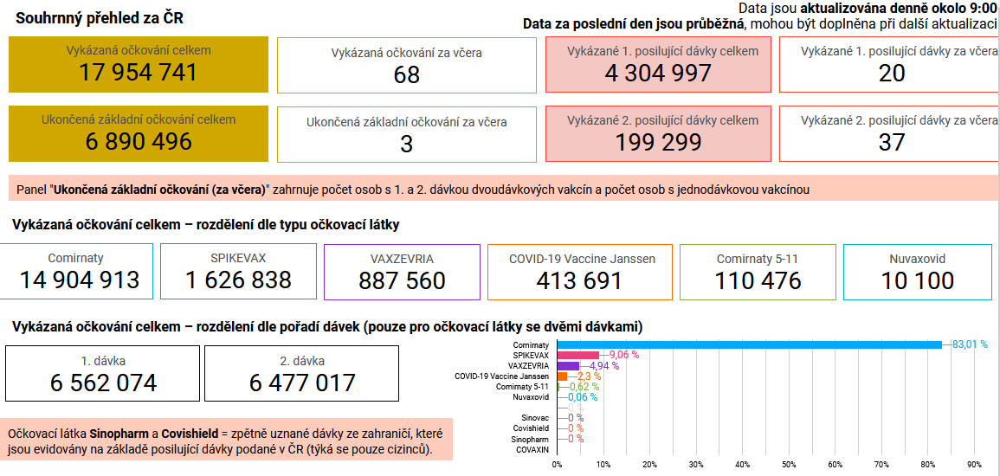 Souhrnný přehled za ČR
Data jsou aktualizována denně okolo 9:00
Data za poslední den jsou průběžná, mohou být doplněna při další aktualizaci
Vykázaná očkování celkem
17 954 741
Vykázaná očkování za včera
68
Vykázané 1. posilující dávky celkem
4 304 997
Vykázané 1. posilující dávky za včera
20
Ukončená základní očkování celkem
6 890 496
Ukončená základní očkování za včera
3
Vykázané 2. posilující dávky celkem
199 299
Vykázané 2. posilující dávky za včera
37
Panel "Ukončená základní očkování (za včera)" zahrnuje počet osob s 1. a 2. dávkou dvoudávkových vakcín a počet osob s jednodávkovou vakcínou
Vykázaná očkování celkem – rozdělení dle typu očkovací látky
Comirnaty
14 904 913
SPIKEVAX
1 626 838
VAXZEVRIA
887 560
COVID-19 Vaccine Janssen
413 691
Comirnaty 5-11
110 476
Nuvaxovid
10 100
Vykázaná očkování celkem – rozdělení dle pořadí dávek (pouze pro očkovací látky se dvěmi dávkami)
1. dávka
6 562 074
2. dávka
6 477 017
Očkovací látka Sinopharm a Covishield = zpětně uznané dávky ze zahraničí, které
jsou evidovány na základě posilující dávky podané v ČR (týká se pouze cizinců).
Comirnaty 83,01 %
SPIKEVAX 9,06 %
VAXZEVRIA 4,94 %
COVID-19 Vaccine Janssen 2,3 %
Comirnaty 5-11 0,62 %
Nuvaxovid 0,06 %
0 %
Sinovac 0 %
Covishield 0 %
Sinopharm 0 %
COVAXIN
0% 10% 20% 30% 40% 50% 60% 70% 80% 90%